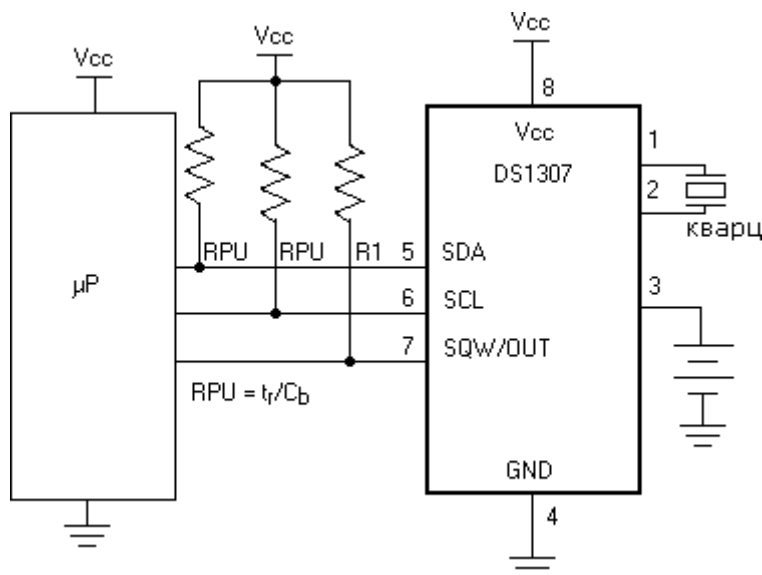 Vcc
Vcc
Vcc
8
Vcc
DS1307
1
2
кварц
RPU
RPU
R1
5
SDA
3
μP
6
SCL
7
SQW/OUT
RPU = tr/Cb
GND
4